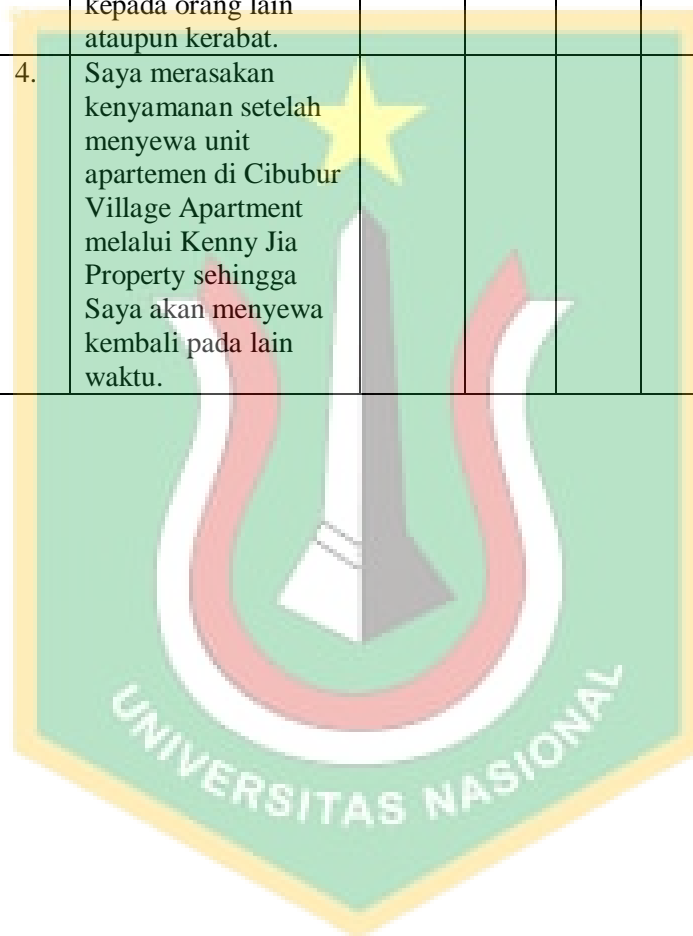 kepada orang lain
ataupun kerabat.
4.
Saya merasakan
kenyamanan setelah
menyewa unit
apartemen di Cibubur
Village Apartment
melalui Kenny Jia
Property sehingga
Saya akan menyewa
kembali pada lain
waktu.
UNIVERSITAS NASIONAL